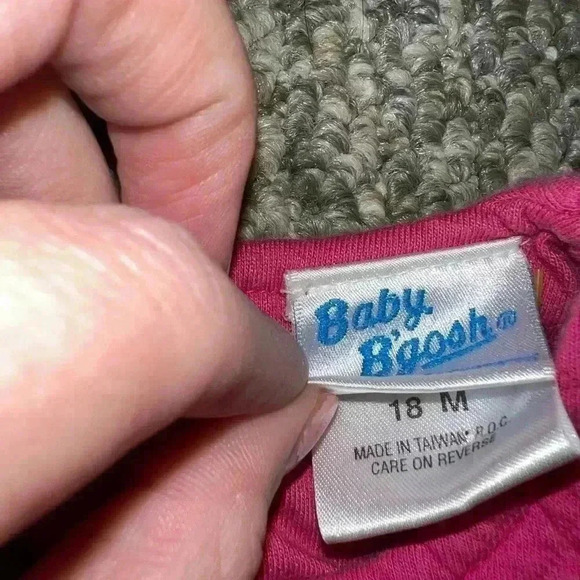 Baby
B'gosh®
18 M
MADE IN TAIWAN R.O.C
CARE ON REVERSE